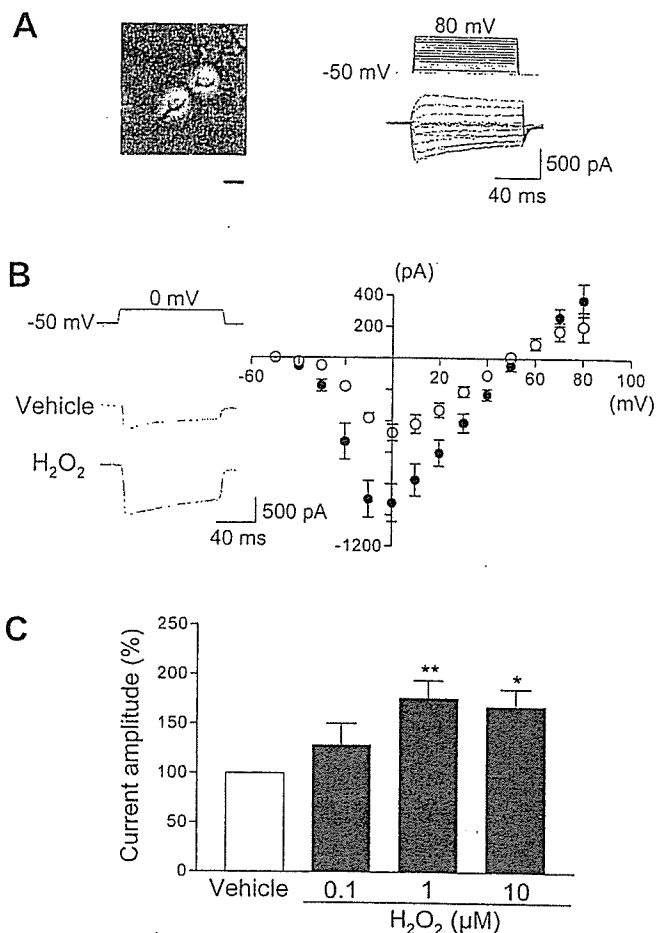 A
80 mV
-50 mV
500 pA
40 ms
B
0 mV
-50 mV
Vehicle
H₂O₂
500 pA
40 ms
(pA)
400
200
-60
20 40 60 80 100
(mV)
-1200
C
Current amplitude (%)
250
200
150
100
50
0
** *
Vehicle 0.1 1 10
H₂O₂ (μM)